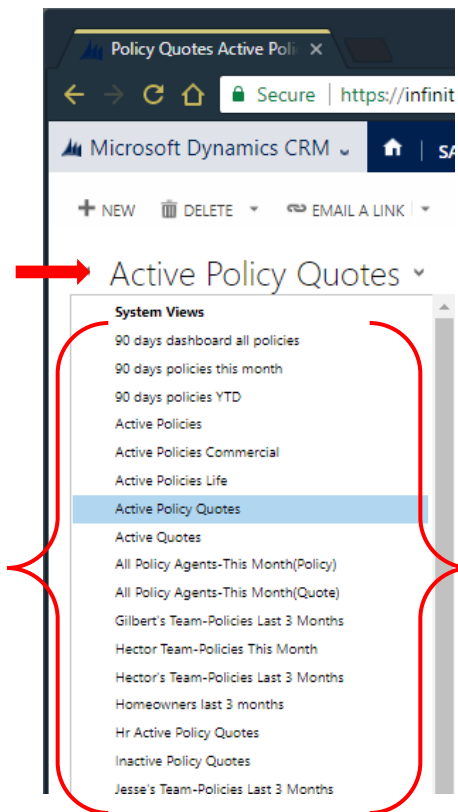 Policy Quotes Active Poli
Secure | https://infinit
Microsoft Dynamics CRM
SA
NEW DELETE EMAIL A LINK
Active Policy Quotes
System Views
90 days dashboard all policies
90 days policies this month
90 days policies YTD
Active Policies
Active Policies Commercial
Active Policies Life
Active Policy Quotes
Active Quotes
All Policy Agents-This Month(Policy)
All Policy Agents-This Month(Quote)
Gilbert's Team-Policies Last 3 Months
Hector Team-Policies This Month
Hector's Team-Policies Last 3 Months
Homeowners last 3 months
Hr Active Policy Quotes
Inactive Policy Quotes
Jesse's Team-Policies Last 3 Months